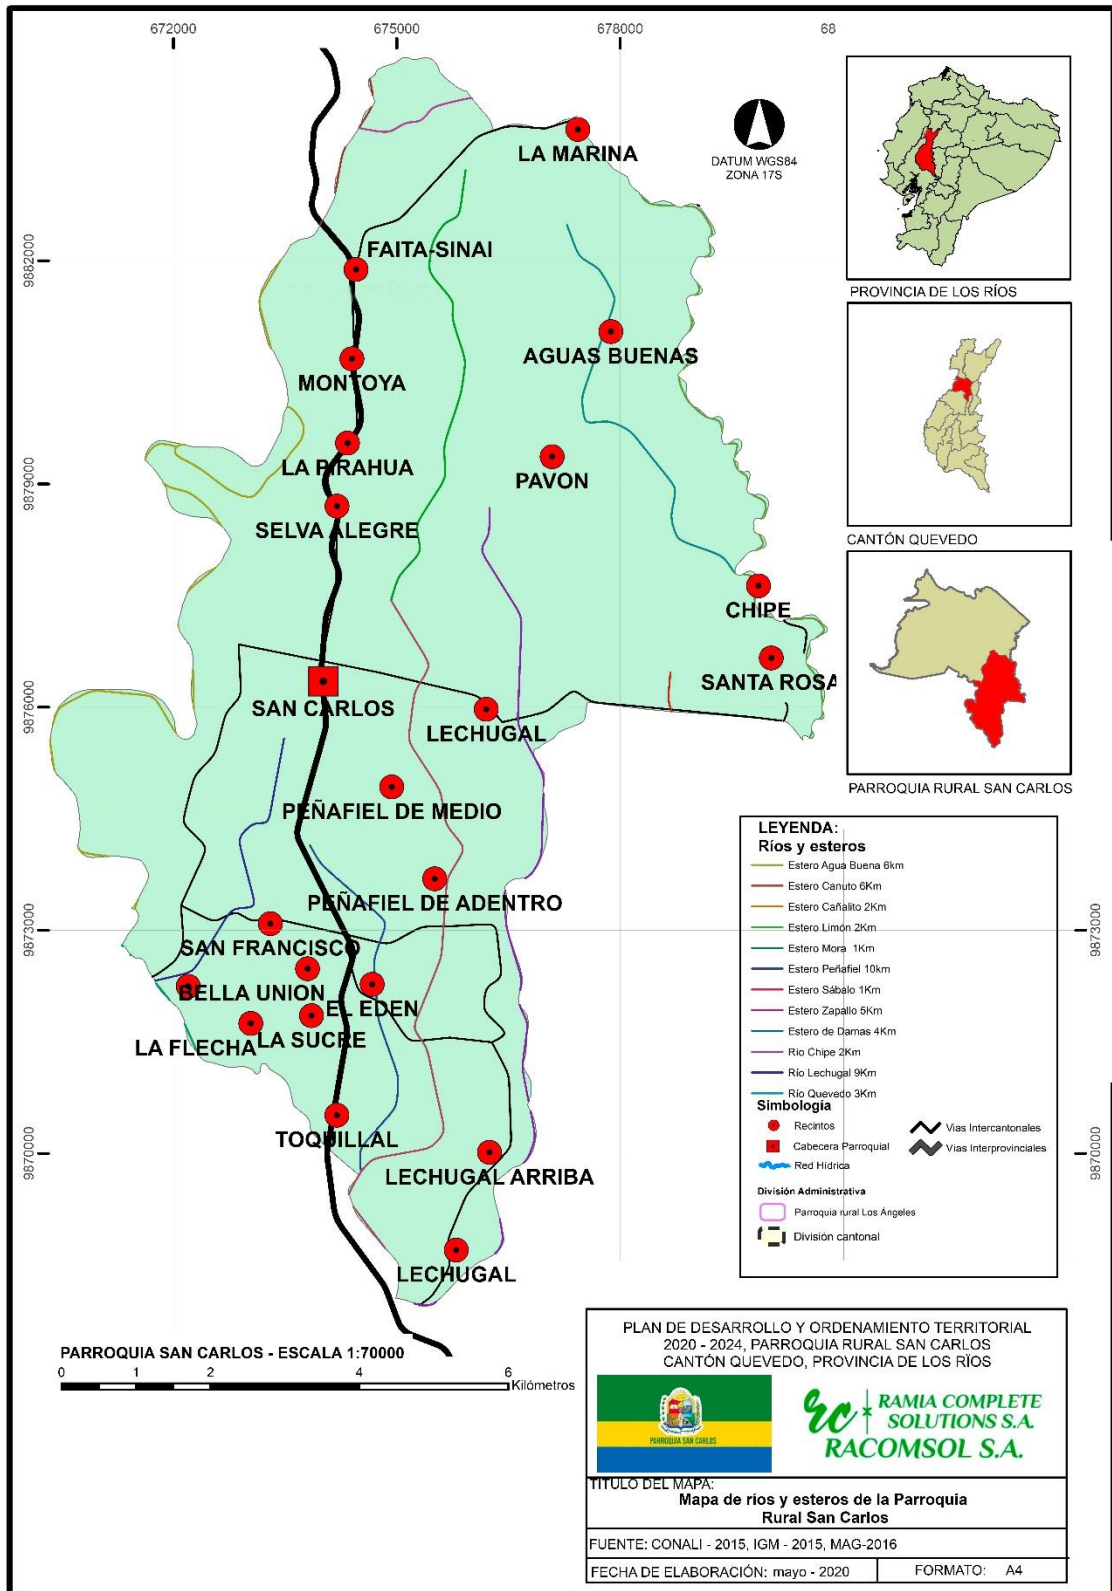 672000
675000
678000
68
LA MARINA
DATUM WGS84
ZONA 17S
FAITA-SINAI
9882000
AGUAS BUENAS
MONTOYA
LA PIRAHUA
PAVON
9879000
SELVA ALEGRE
CHIPE
SANTA ROSA
SAN CARLOS
9876000
LECHUGAL
PEÑAFIEL DE MEDIO
PEÑAFIEL DE ADENTRO
9873000
9873000
SAN FRANCISCO
BELLA UNION
EL EDEN
LA FLECHA
LA SUCRE
TOQUILLAL
9870000
9870000
LECHUGAL ARRIBA
LECHUGAL
PROVINCIA DE LOS RÍOS
CANTÓN QUEVEDO
PARROQUIA RURAL SAN CARLOS
LEYENDA:
Ríos y esteros
Estero Agua Buena 6km
Estero Canuto 6Km
Estero Cañalito 2Km
Estero Limón 2Km
Estero Mora 1Km
Estero Peñafiel 10km
Estero Sábalo 1Km
Estero Zapallo 5Km
Estero de Damas 4Km
Río Chipe 2Km
Río Lechugal 9Km
Río Quevedo 3Km
Simbología
Recintos
Cabecera Parroquial
Red Hídrica
Vias Intercantonales
Vias Interprovinciales
División Administrativa
Parroquia rural Los Ángeles
División cantonal
PARROQUIA SAN CARLOS - ESCALA 1:70000
0 1 2 4 6
Kilómetros
PLAN DE DESARROLLO Y ORDENAMIENTO TERRITORIAL
2020 - 2024, PARROQUIA RURAL SAN CARLOS
CANTÓN QUEVEDO, PROVINCIA DE LOS RÏOS
PARROQUIA SAN CARLOS
rc RAMIA COMPLETE
SOLUTIONS S.A.
RACOMSOL S.A.
TITULO DEL MAPA:
Mapa de ríos y esteros de la Parroquia
Rural San Carlos
FUENTE: CONALI - 2015, IGM - 2015, MAG-2016
FECHA DE ELABORACIÓN: mayo - 2020
FORMATO: A4